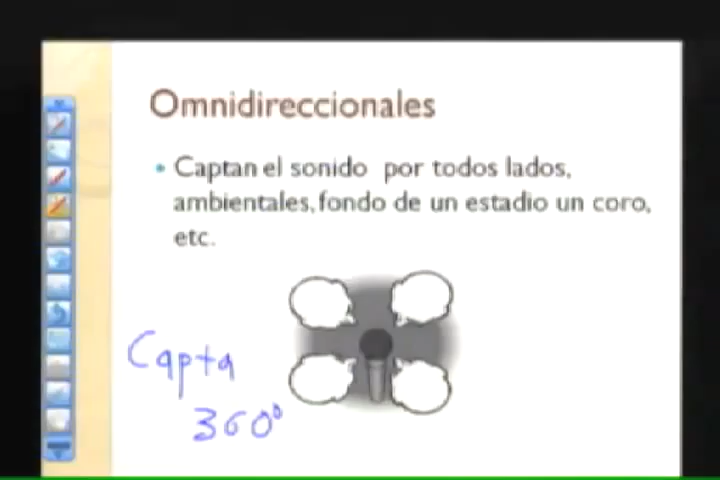 Omnidireccionales
• Captan el sonido por todos lados,
ambientales, fondo de un estadio un coro,
etc.
Capta
360°